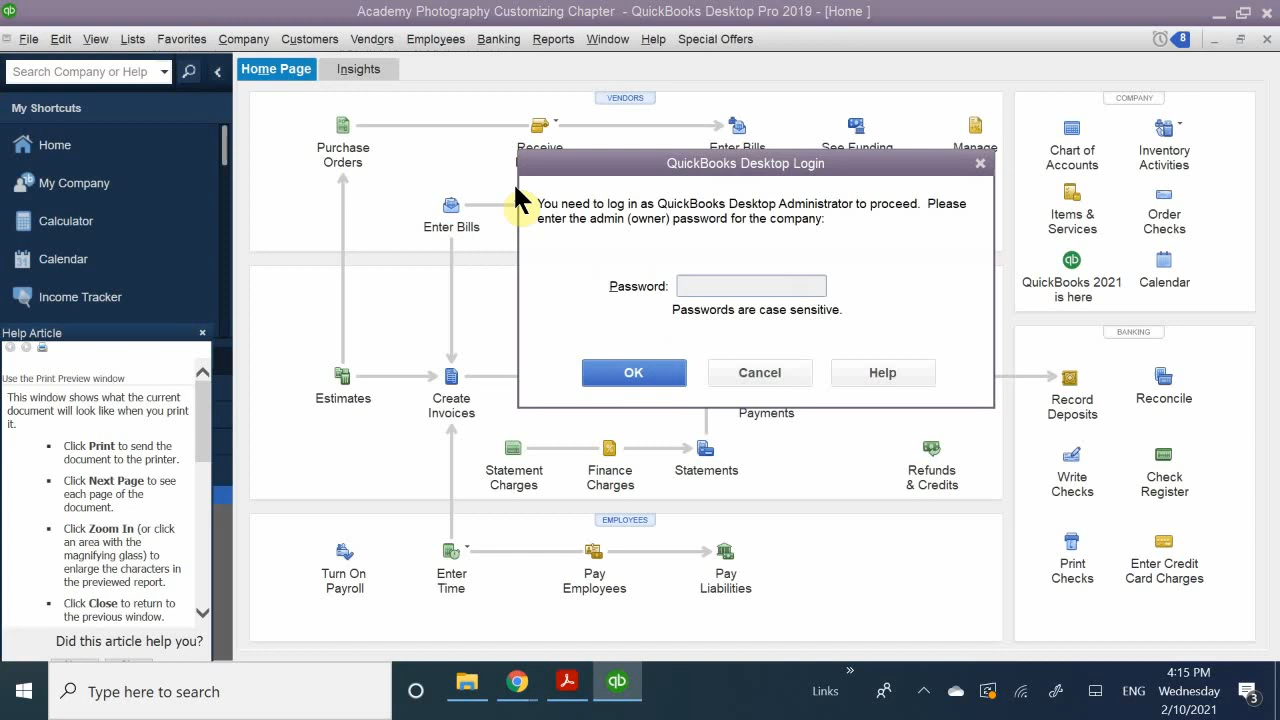 Academy Photography Customizing Chapter - QuickBooks Desktop Pro 2019 - [Home ]
File Edit View Lists Favorites Company Customers Vendors Employees Banking Reports Window Help Special Offers
8
Search Company or Help
Home Page
Insights
My Shortcuts
Home
My Company
Calculator
Calendar
Income Tracker
Help Article
Use the Print Preview window
This window shows what the current
document will look like when you print
it.
Click Print to send the
document to the printer.
Click Next Page to see
each page of the
document.
Click Zoom In (or click
an area with the
magnifying glass) to
enlarge the characters in
the previewed report.
Click Close to return to
the previous window.
Did this article help you?
VENDORS
Purchase
Orders
Receive
Enter Bills
See Funding
Manage
Enter Bills
QuickBooks Desktop Login
You need to log in as QuickBooks Desktop Administrator to proceed. Please
enter the admin (owner) password for the company:
Password:
Passwords are case sensitive.
OK
Cancel
Help
Estimates
Create
Invoices
Payments
Statement
Charges
Finance
Charges
Statements
Refunds
& Credits
EMPLOYEES
Turn On
Payroll
Enter
Time
Pay
Employees
Pay
Liabilities
COMPANY
Chart of
Accounts
Inventory
Activities
Items &
Services
Order
Checks
qb
QuickBooks 2021
is here
Calendar
BANKING
Record
Deposits
Reconcile
Write
Checks
Check
Register
Print
Checks
Enter Credit
Card Charges
Type here to search
qb
Links
»
ENG
4:15 PM
Wednesday
2/10/2021
3